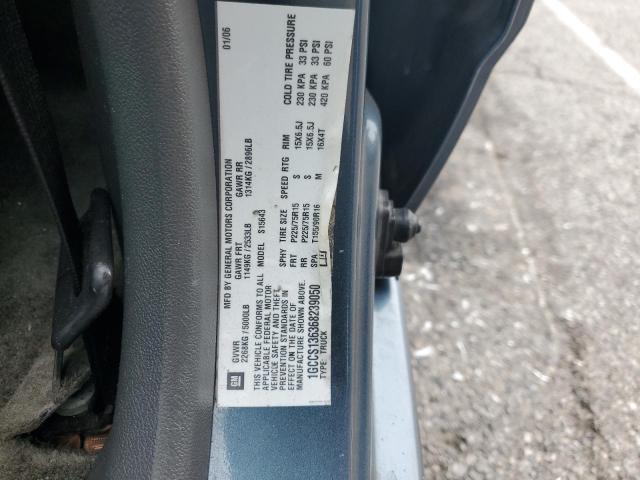 MFD BY GENERAL MOTORS CORPORATION 01/06
GVWR GAWR FRT GAWR RR
2268KG / 5000LB 1149KG / 2533LB 1314KG / 2896LB
GM
THIS VEHICLE CONFORMS TO ALL
APPLICABLE FEDERAL MOTOR
VEHICLE SAFETY AND THEFT
PREVENTION STANDARDS IN
EFFECT ON THE DATE OF
MANUFACTURE SHOWN ABOVE.
1GCCS136368239050
TYPE: TRUCK
MODEL S15643
SPHY TIRE SIZE SPEED RTG RIM COLD TIRE PRESSURE
FRT P225/75R15 S 15X6.5J 230 KPA 33 PSI
RR P225/75R15 S 15X6.5J 230 KPA 33 PSI
SPA T155/90R16 M 16X4T 420 KPA 60 PSI